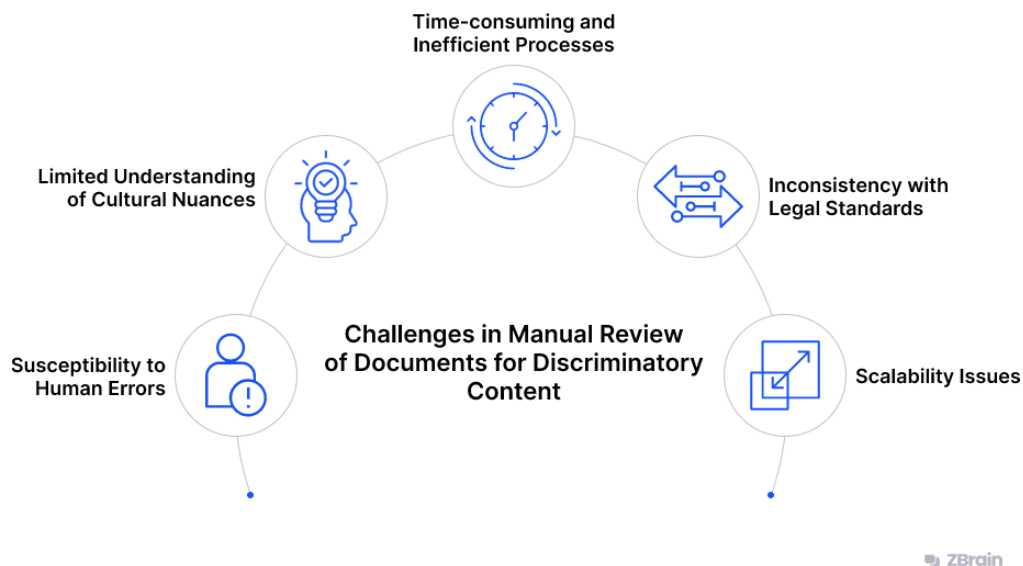 Time-consuming and
Inefficient Processes
Limited Understanding
of Cultural Nuances
Inconsistency with
Legal Standards
Challenges in Manual Review
of Documents for Discriminatory
Content
Susceptibility to
Human Errors
Scalability Issues
ZBrain